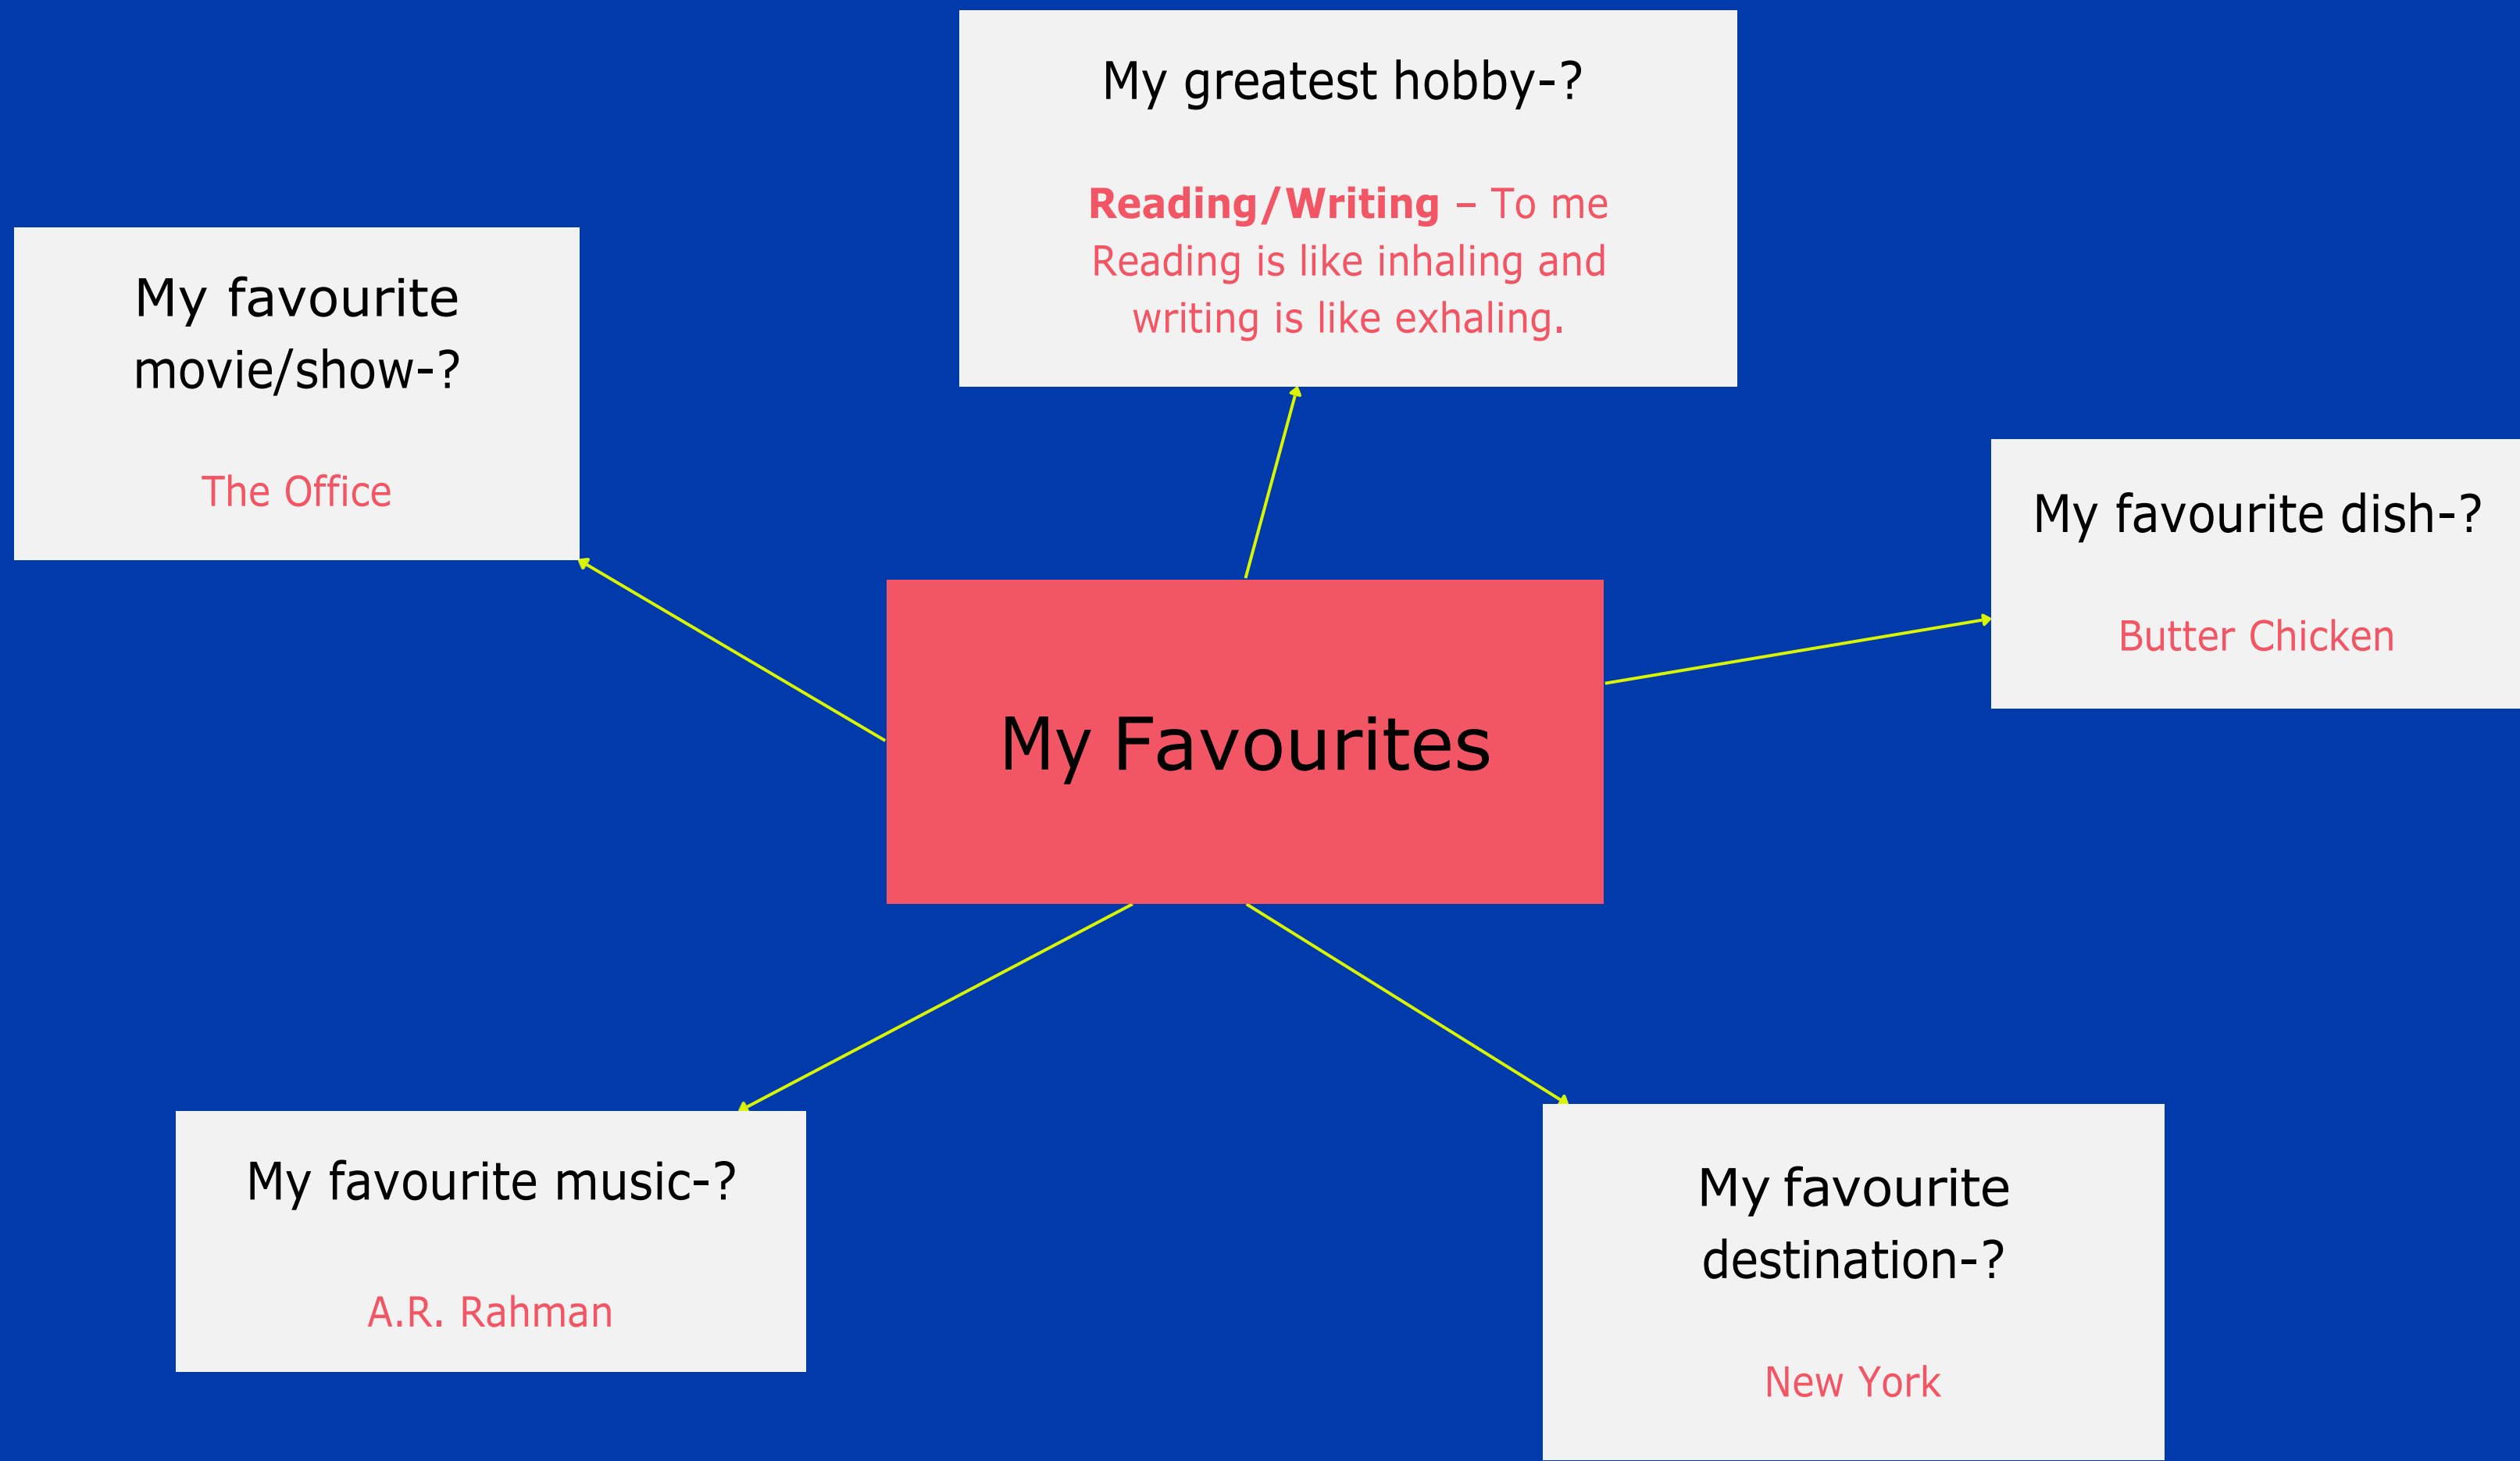 My greatest hobby-?
Reading/Writing – To me
Reading is like inhaling and
writing is like exhaling.
My favourite
movie/show-?
The Office
My favourite dish-?
Butter Chicken
My Favourites
My favourite music-?
A.R. Rahman
My favourite
destination-?
New York